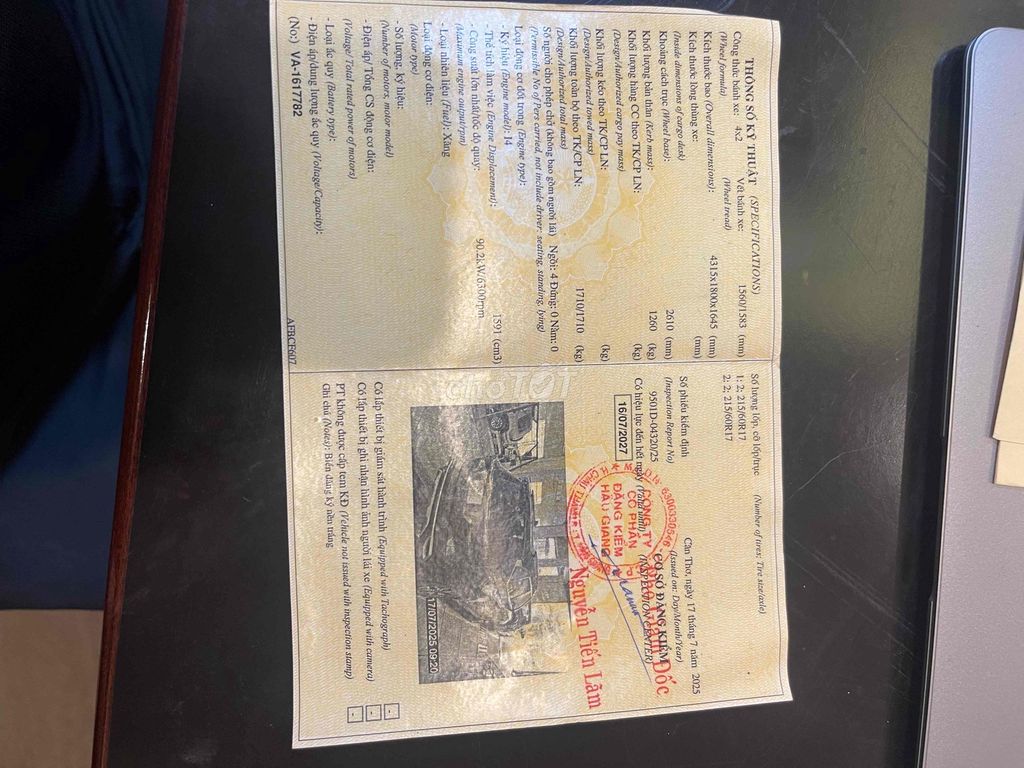 THÔNG SỐ KỸ THUẬT (SPECIFICATIONS)
Công thức bánh xe: 4x2 Vết bánh xe: 1560/1583 (mm)
(Wheel formula) (Wheel tread)
Kích thước bao (Overall dimensions): 4315x1800x1645 (mm)
Kích thước lòng thùng xe: (mm)
(Inside dimensions of cargo desk)
Khoảng cách trục (Wheel base): 2610 (mm)
Khối lượng bản thân (Kerb mass): 1260 (kg)
Khối lượng hàng CC theo TK/CP LN: (kg)
(Design/Authorized cargo pay mass)
Khối lượng kéo theo TK/CP LN: (kg)
(Design/Authorized towed mass)
Khối lượng toàn bộ theo TK/CP LN: 1710/1710 (kg)
(Design/Authorized total mass)
Số người cho phép chở (không bao gồm người lái) Ngồi: 4 Đứng: 0 Nằm: 0
(Permissible No of Pers carried, not include driver: seating, standing, lying)
Loại động cơ đốt trong (Engine type):
- Ký hiệu (Engine model): I4
- Thể tích làm việc (Engine Displacement): 1591 (cm3)
- Công suất lớn nhất/tốc độ quay: 90.2kW/6300rpm
(Maximum engine output/rpm)
- Loại nhiên liệu (Fuel): Xăng
Loại động cơ điện:
(Motor type)
- Số lượng, ký hiệu:
(Number of motors, motor model)
- Điện áp/ Tổng CS động cơ điện:
(Voltage/ Total rated power of motors)
- Loại ắc quy (Battery type):
- Điện áp/dung lượng ắc quy (Voltage/Capacity):
(No:) VA-1617782
AFBCF607
Số lượng lốp, cỡ lốp/trục (Number of tires; Tire size/axle)
1: 2; 215/60R17
2: 2; 215/60R17
Số phiếu kiểm định
(Inspection Report No)
9501D-04320/25
Có hiệu lực đến hết ngày (Valid until)
16/07/2027
Cần Thơ, ngày 17 tháng 7 năm 2025
(Issued on: Day/Month/Year)
CƠ SỞ ĐĂNG KIỂM
(INSPECTION CENTER)
Phó Giám Đốc
CÔNG TY
CỔ PHẦN
ĐĂNG KIỂM
HẬU GIANG
Nguyễn Tiến Lãm
17/07/2025 09:20
chợTỐT
Có lắp thiết bị giám sát hành trình (Equipped with Tachograph) -
Có lắp thiết bị ghi nhận hình ảnh người lái xe (Equipped with camera) -
PT không được cấp tem KĐ (Vehicle not issued with inspection stamp) -
Ghi chú (Notes): Biển đăng ký nền trắng